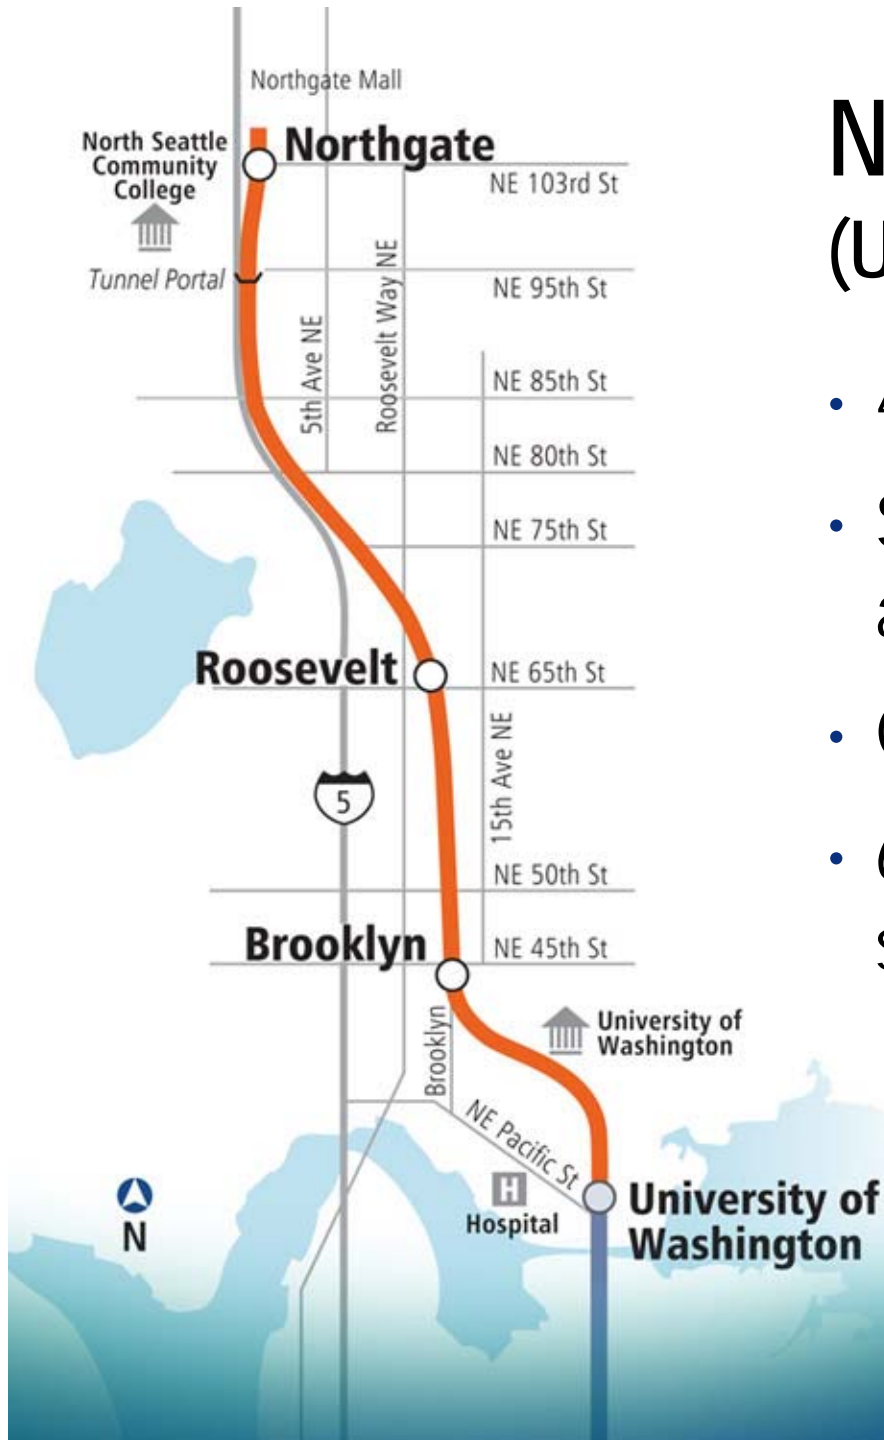 Northgate Mall
North Seattle
Community
College
Northgate
NE 103rd St
Tunnel Portal
NE 95th St
5th Ave NE
Roosevelt Way NE
NE 85th St
NE 80th St
NE 75th St
Roosevelt
NE 65th St
5
15th Ave NE
NE 50th St
Brooklyn
NE 45th St
University of
Washington
Brooklyn
NE Pacific St
H
Hospital
University of
Washington
N
N
(U